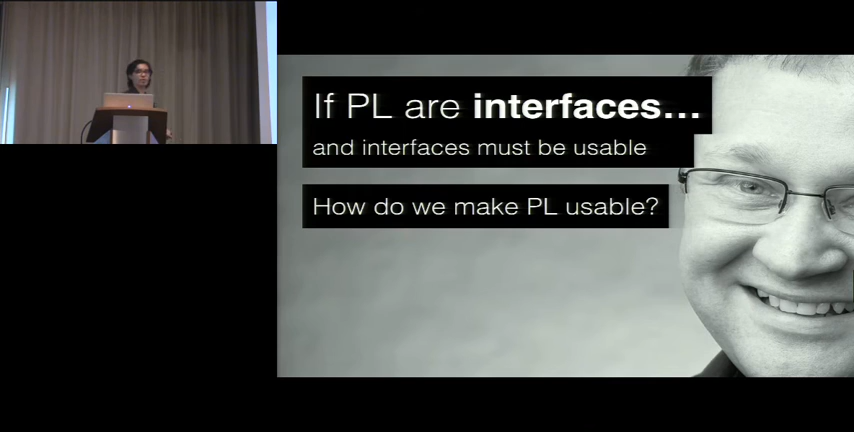 If PL are interfaces...
and interfaces must be usable
How do we make PL usable?